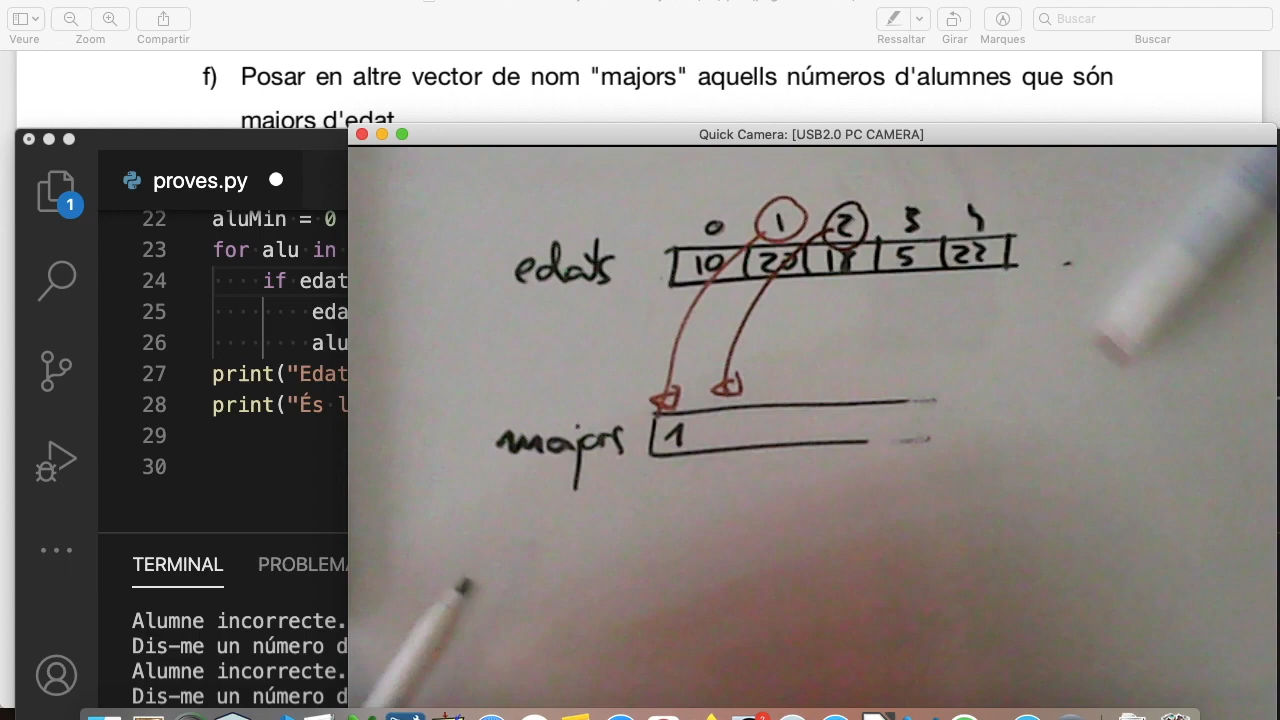 Veure
Zoom
Compartir
Ressaltar
Girar
Marques
Buscar
Buscar
f) Posar en altre vector de nom "majors" aquells números d'alumnes que són
majors d'edat
Quick Camera: [USB2.0 PC CAMERA]
1
proves.py
22 aluMin = 0
23 for alu in
24 if edat
25 eda
26 alu
27 print("Edat
28 print("És l
29
30
TERMINAL PROBLEMA
Alumne incorrecte.
Dis-me un número d
Alumne incorrecte.
Dis-me un número d
0 1 2 3 4
edats 10 20 18 5 22
majors 1